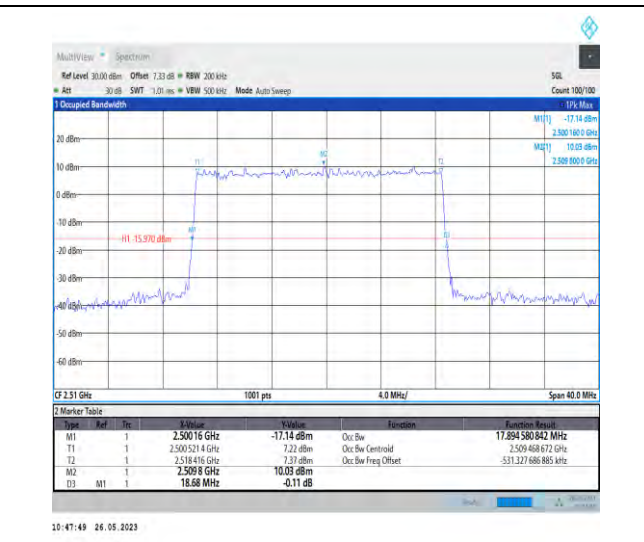 MultiView Spectrum
Ref Level 30.00 dBm Offset 7.33 dB RBW 200 kHz SGL
Att 30 dB SWT 1.01 ms VBW 500 kHz Mode Auto Sweep Count 100/100
1 Occupied Bandwidth 1Pk Max
M1[1] -17.14 dBm
2.500 160 0 GHz
M2[1] 10.03 dBm
2.509 800 0 GHz
20 dBm
10 dBm
0 dBm
-10 dBm
-20 dBm
-30 dBm
-40 dBm
-50 dBm
-60 dBm
T1
M2
T2
M1
D3
H1 -15.970 dBm
CF 2.51 GHz 1001 pts 4.0 MHz/ Span 40.0 MHz
2 Marker Table
Type Ref Trc X-Value Y-Value Function Function Result
M1 1 2.50016 GHz -17.14 dBm Occ Bw 17.894 580 842 MHz
T1 1 2.500 521 4 GHz 7.22 dBm Occ Bw Centroid 2.509 468 672 GHz
T2 1 2.518 416 GHz 7.37 dBm Occ Bw Freq Offset -531.327 686 885 kHz
M2 1 2.509 8 GHz 10.03 dBm
D3 M1 1 18.68 MHz -0.11 dB
10:47:49 26.05.2023